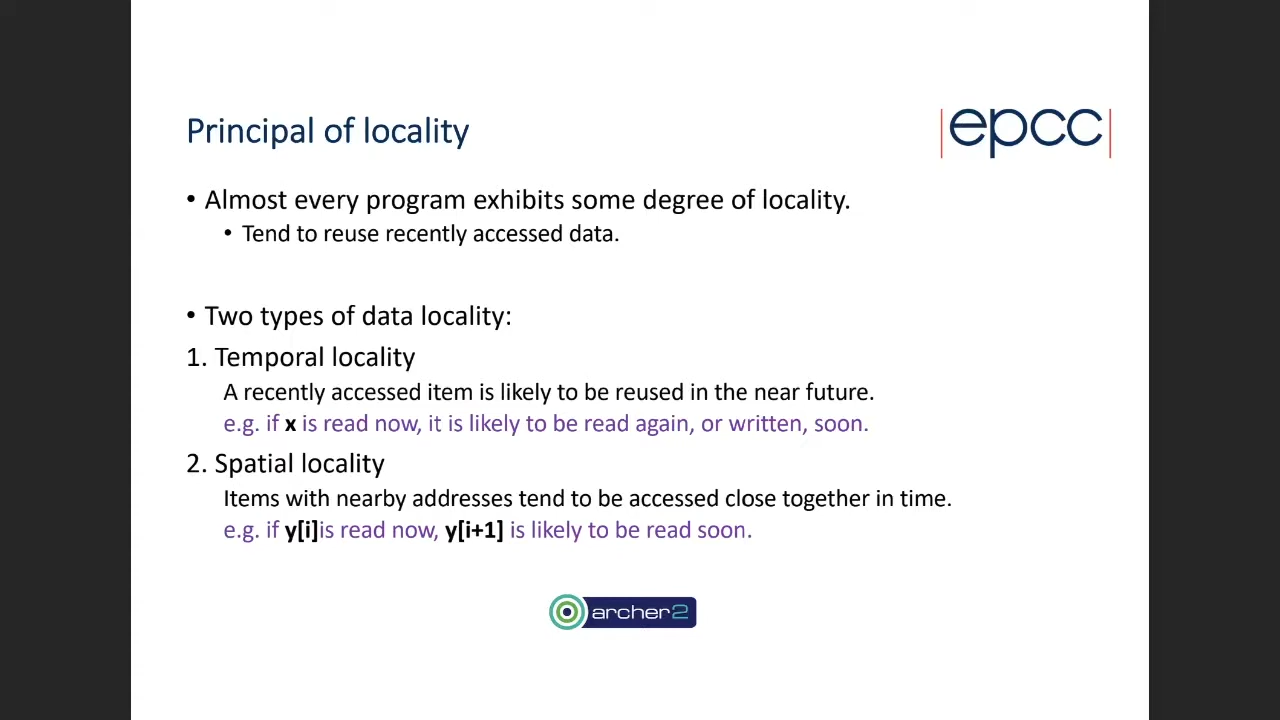 Principal of locality
|epcc|
• Almost every program exhibits some degree of locality.
• Tend to reuse recently accessed data.
• Two types of data locality:
1. Temporal locality
A recently accessed item is likely to be reused in the near future.
e.g. if x is read now, it is likely to be read again, or written, soon.
2. Spatial locality
Items with nearby addresses tend to be accessed close together in time.
e.g. if y[i]is read now, y[i+1] is likely to be read soon.
archer2